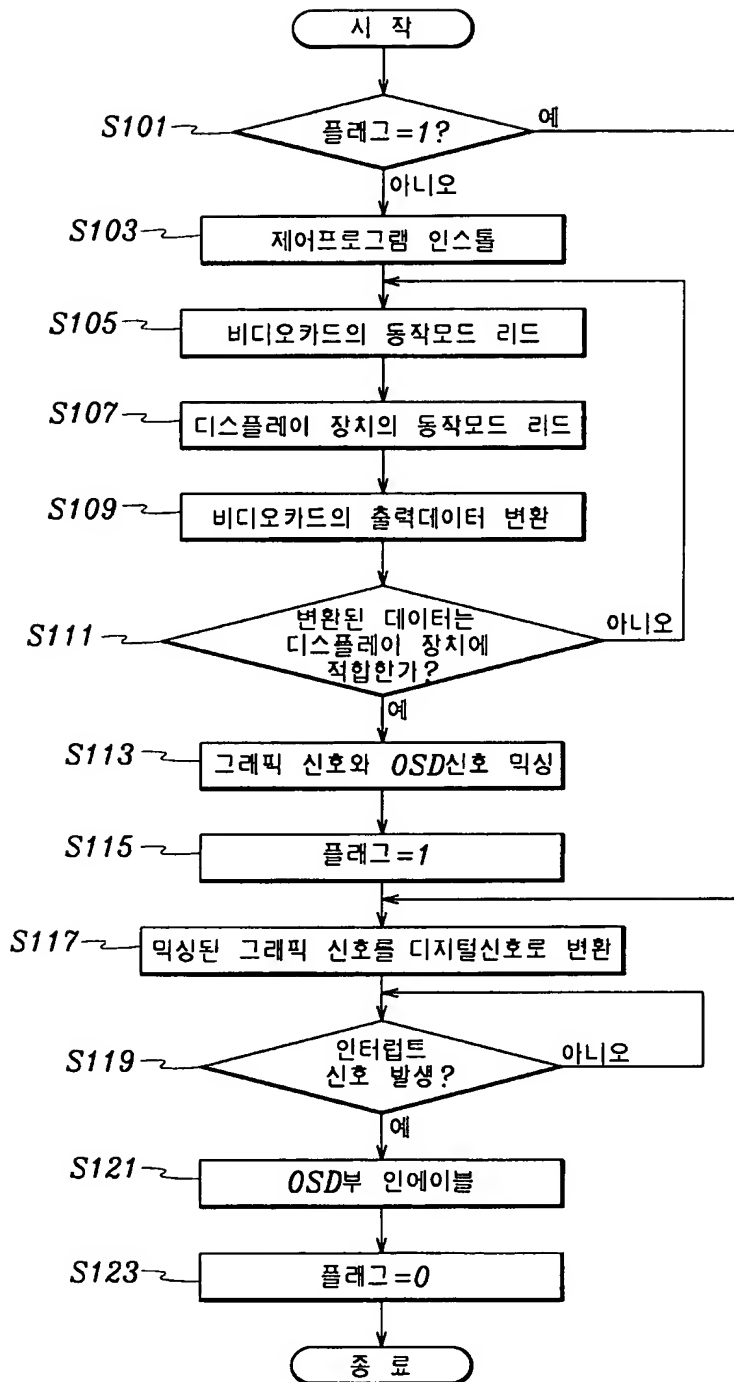 시 작
S101
플래그=1?
예
아니오
S103
제어프로그램 인스톨
S105
비디오카드의 동작모드 리드
S107
디스플레이 장치의 동작모드 리드
S109
비디오카드의 출력데이터 변환
S111
변환된 데이터는
디스플레이 장치에
적합한가?
아니오
예
S113
그래픽 신호와 OSD신호 믹싱
S115
플래그=1
S117
믹싱된 그래픽 신호를 디지털신호로 변환
S119
인터럽트
신호 발생?
아니오
예
S121
OSD부 인에이블
S123
플래그=0
종 료